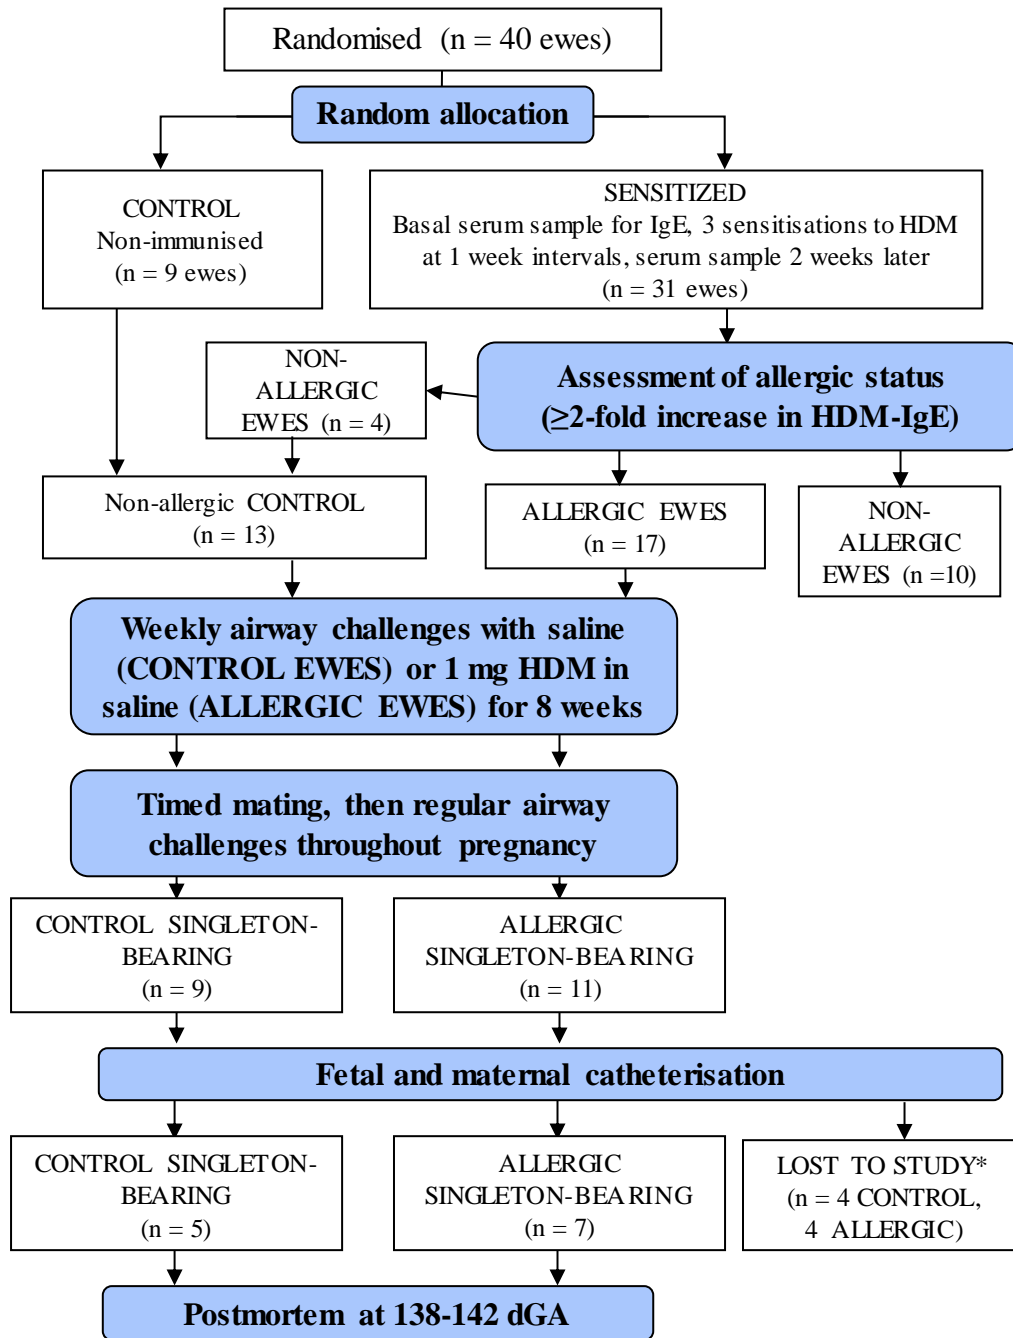 Randomised (n = 40 ewes)
Random allocation
CONTROL
Non-immunised
(n = 9 ewes)
SENSITIZED
Basal serum sample for IgE, 3 sensitisations to HDM
at 1 week intervals, serum sample 2 weeks later
(n = 31 ewes)
NON-
ALLERGIC
EWES (n = 4)
Assessment of allergic status
(≥2-fold increase in HDM-IgE)
Non-allergic CONTROL
(n = 13)
ALLERGIC EWES
(n = 17)
NON-
ALLERGIC
EWES (n =10)
Weekly airway challenges with saline
(CONTROL EWES) or 1 mg HDM in
saline (ALLERGIC EWES) for 8 weeks
Timed mating, then regular airway
challenges throughout pregnancy
CONTROL SINGLETON-
BEARING
(n = 9)
ALLERGIC
SINGLETON-BEARING
(n = 11)
Fetal and maternal catheterisation
CONTROL SINGLETON-
BEARING
(n = 5)
ALLERGIC
SINGLETON-BEARING
(n = 7)
LOST TO STUDY*
(n = 4 CONTROL,
4 ALLERGIC)
Postmortem at 138-142 dGA